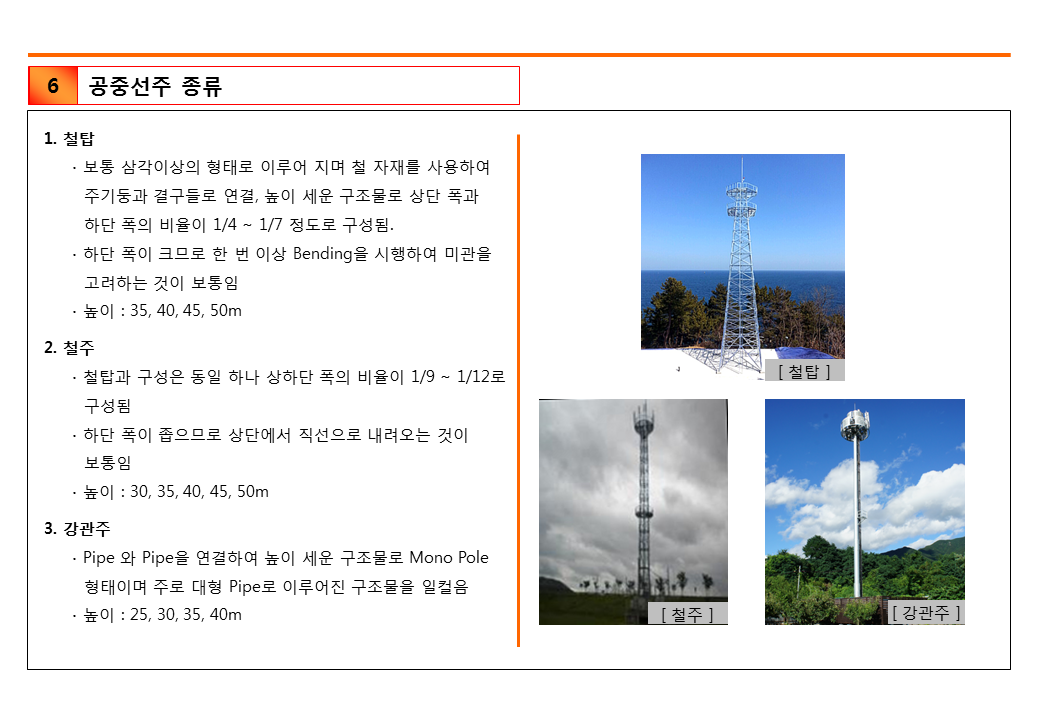 6
공중선주 종류
1. 철탑
· 보통 삼각이상의 형태로 이루어 지며 철 자재를 사용하여
주기둥과 결구들로 연결, 높이 세운 구조물로 상단 폭과
하단 폭의 비율이 1/4 ~ 1/7 정도로 구성됨.
· 하단 폭이 크므로 한 번 이상 Bending을 시행하여 미관을
고려하는 것이 보통임
· 높이 : 35, 40, 45, 50m
2. 철주
· 철탑과 구성은 동일 하나 상하단 폭의 비율이 1/9 ~ 1/12로
구성됨
· 하단 폭이 좁으므로 상단에서 직선으로 내려오는 것이
보통임
· 높이 : 30, 35, 40, 45, 50m
3. 강관주
· Pipe 와 Pipe을 연결하여 높이 세운 구조물로 Mono Pole
형태이며 주로 대형 Pipe로 이루어진 구조물을 일컬음
· 높이 : 25, 30, 35, 40m
[ 철탑 ]
[ 철주 ]
[ 강관주 ]